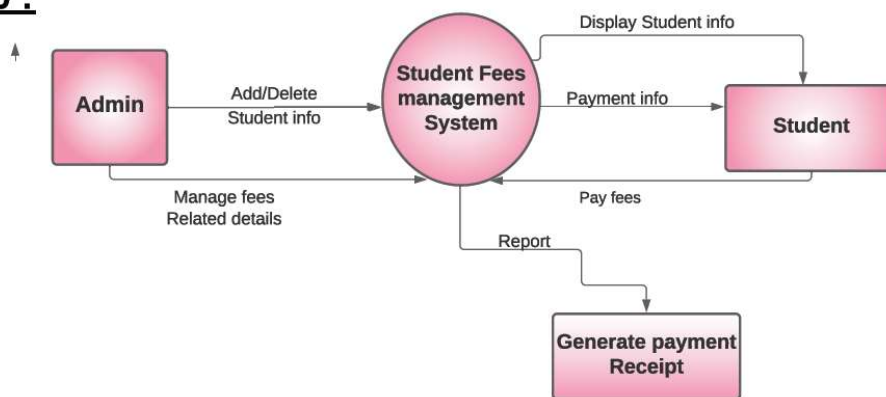 Display Student info
Student Fees
management
System
Admin
Add/Delete
Student info
Payment info
Student
Manage fees
Related details
Pay fees
Report
Generate payment
Receipt